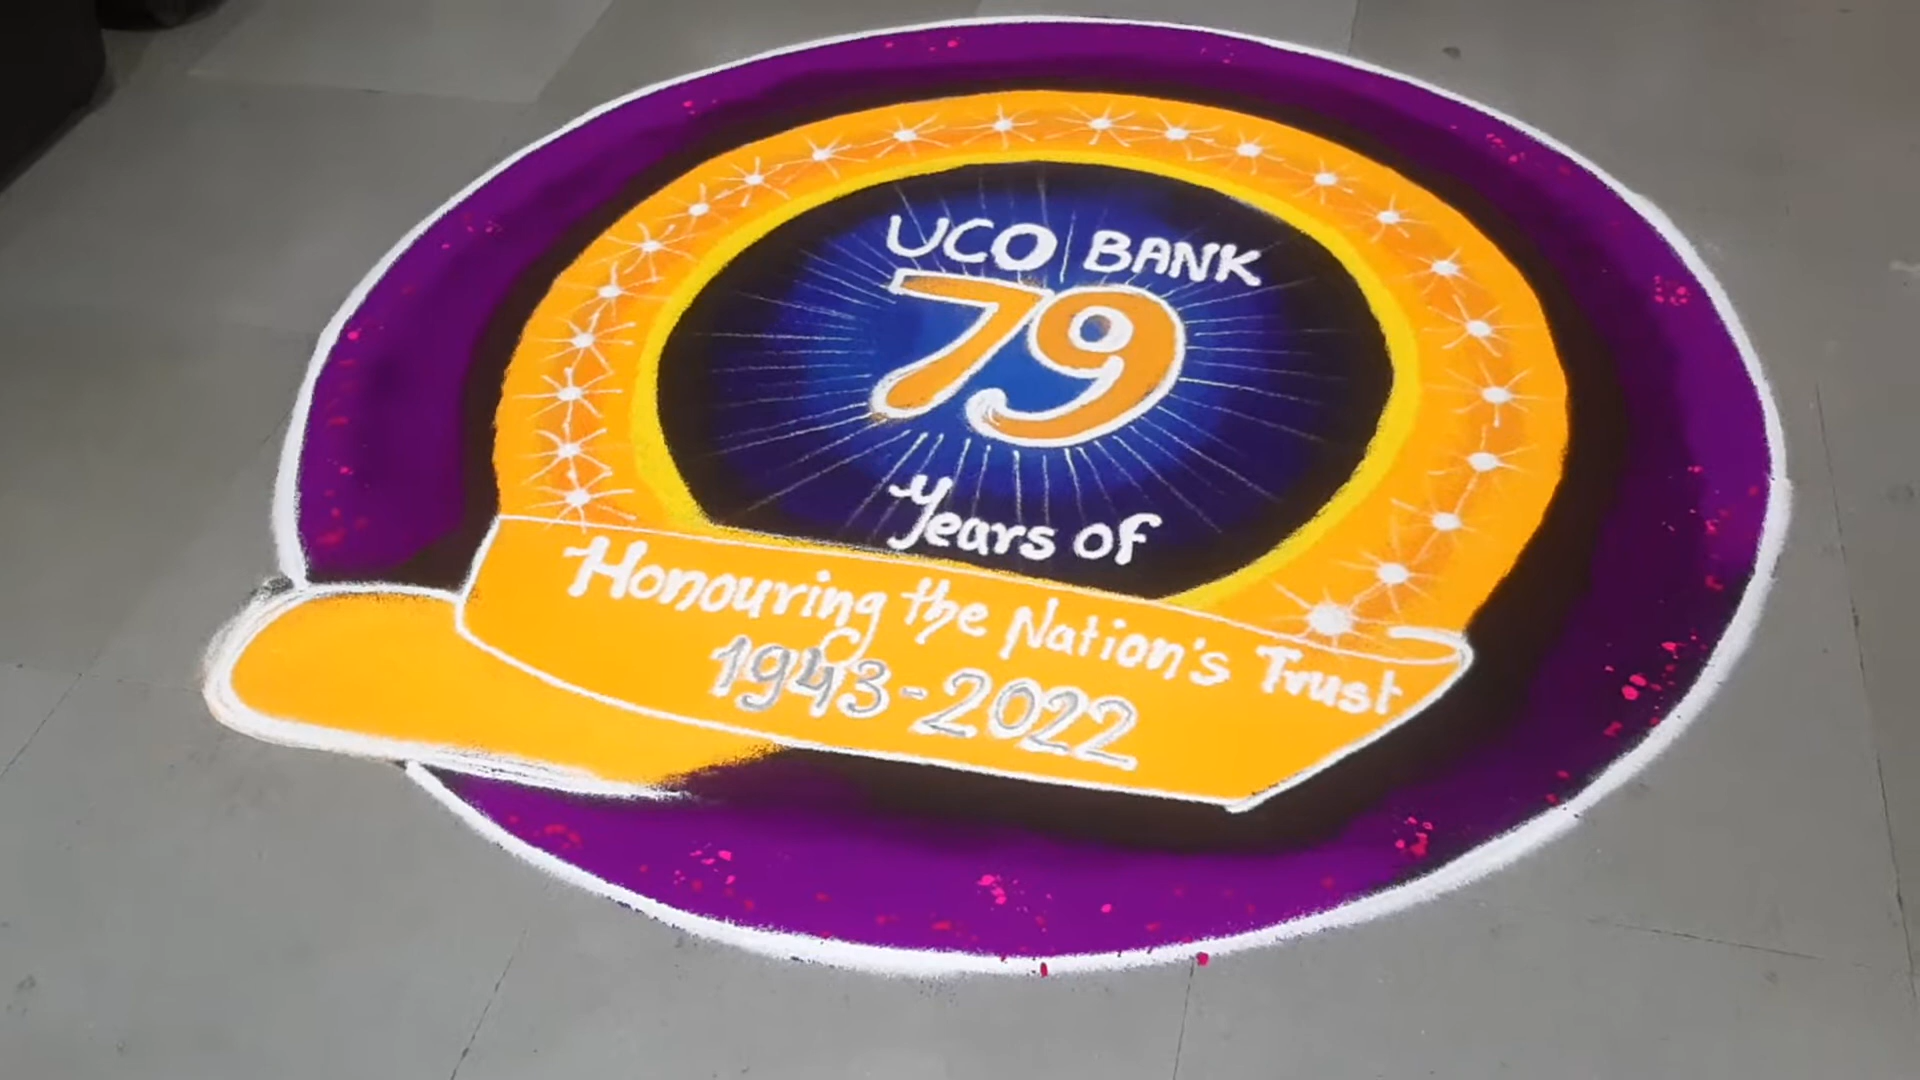 UCO BANK
79
Years of
Honouring the Nation's Trust
1943-2022